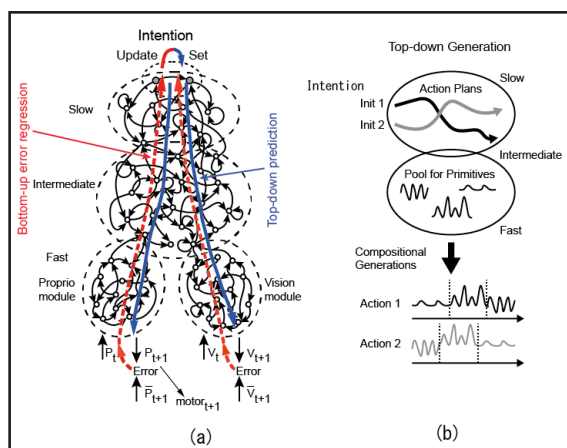 Intention
Update Set
Slow
Bottom-up error regression
Top-down prediction
Intermediate
Fast
Proprio
module
Vision
module
Pt
Pt+1
Vt
Vt+1
Error
Error
P̅t+1
motort+1
V̅t+1
(a)
Top-down Generation
Slow
Intention
Action Plans
Init 1
Init 2
Intermediate
Pool for Primitives
Fast
Compositional
Generations
Action 1
Action 2
(b)